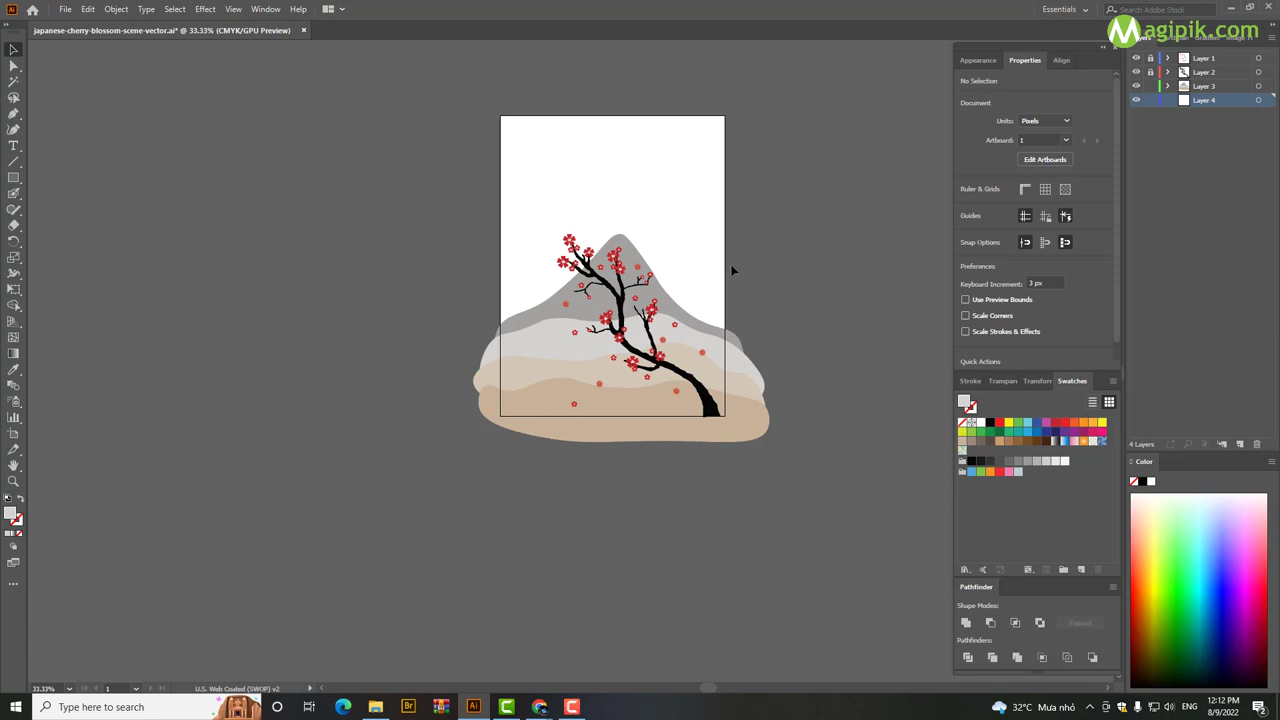 File Edit Object Type Select Effect View Window Help
Essentials
Search Adobe Stock
Magipik.com
japanese-cherry-blossom-scene-vector.ai* @ 33.33% (CMYK/GPU Preview)
Appearance Properties Align
No Selection
Document
Units: Pixels
Artboard: 1
Edit Artboards
Ruler & Grids
Guides
Snap Options
Preferences
Keyboard Increment: 3 px
Use Preview Bounds
Scale Corners
Scale Strokes & Effects
Quick Actions
Stroke Transpar Transform Swatches
Pathfinder
Shape Modes:
Expand
Pathfinders:
Layer 1
Layer 2
Layer 3
Layer 4
4 Layers
Color
33.33% 1 U.S. Web Coated (SWOP) v2
Type here to search
Br
Ai
32°C Mưa nhỏ
ENG
12:12 PM
8/9/2022